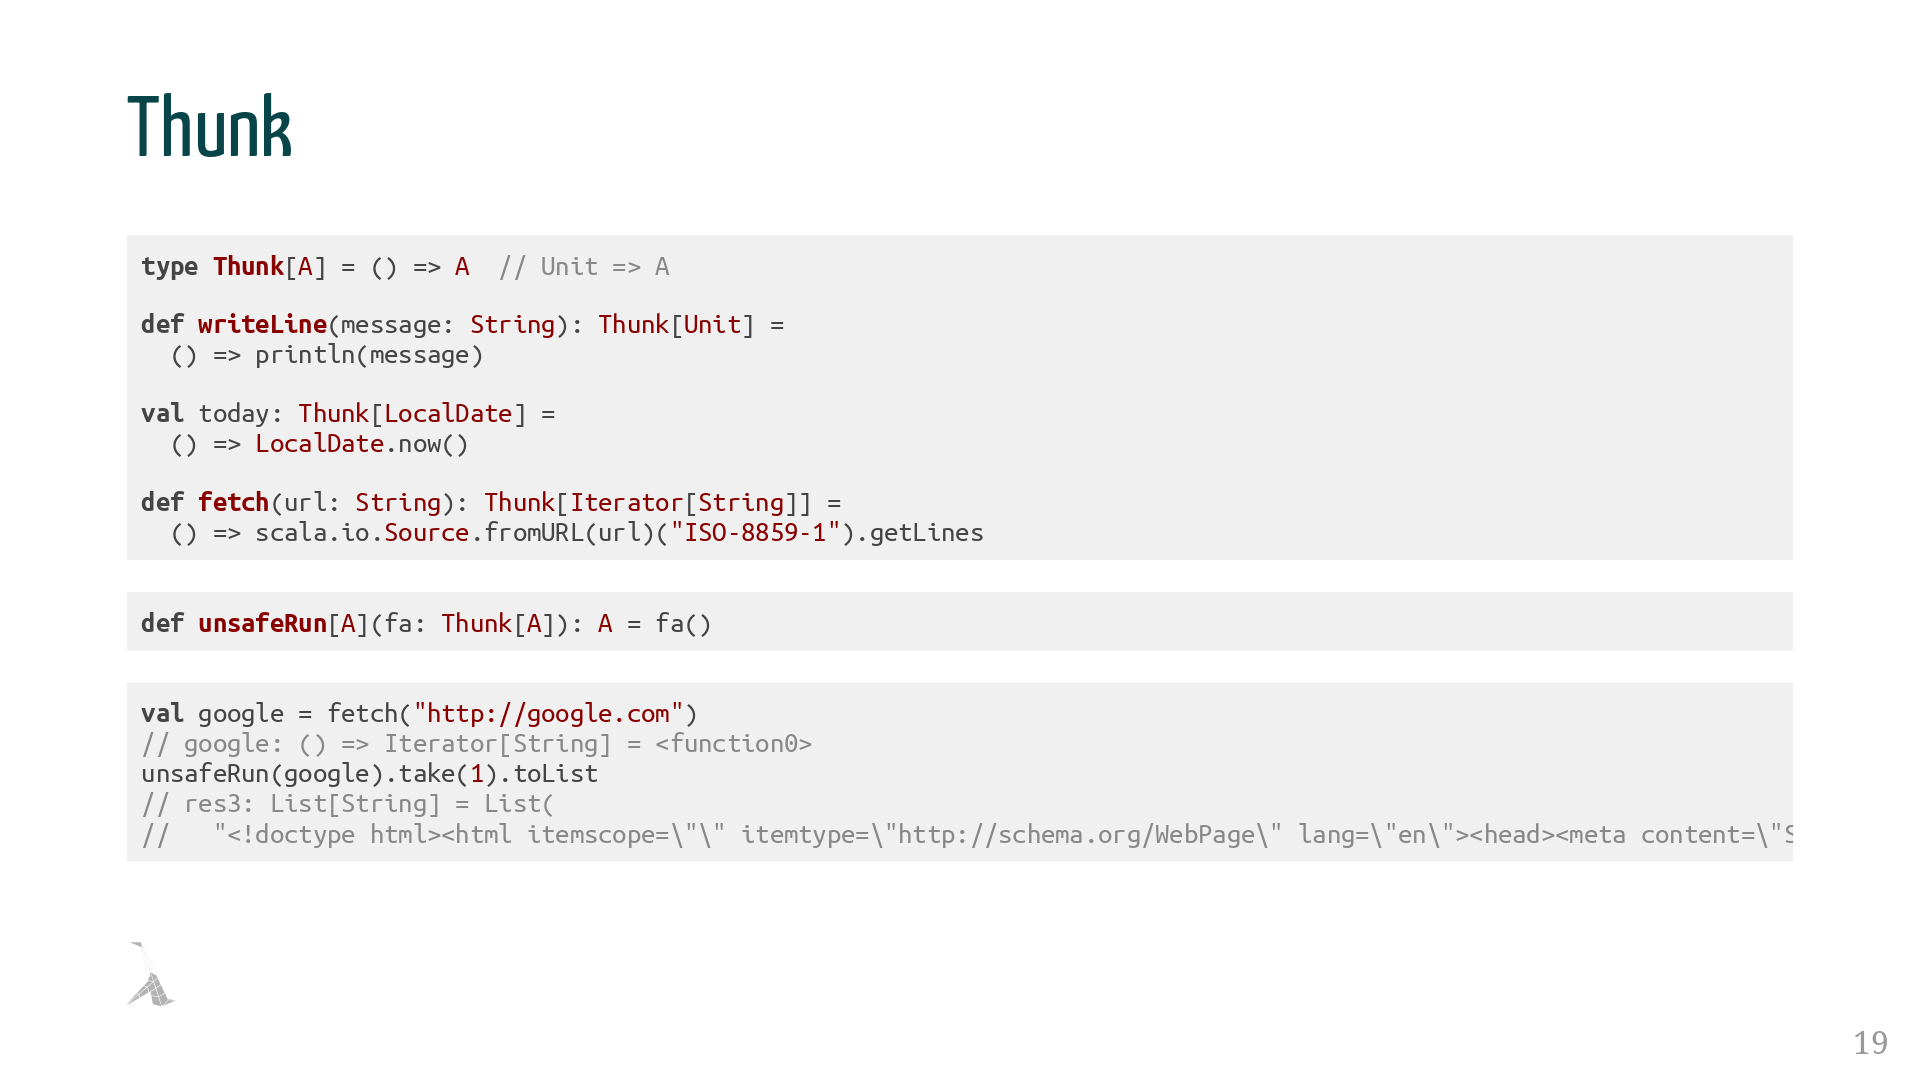 Thunk
type Thunk[A] = () => A  // Unit => A
def writeLine(message: String): Thunk[Unit] =
  () => println(message)
val today: Thunk[LocalDate] =
  () => LocalDate.now()
def fetch(url: String): Thunk[Iterator[String]] =
  () => scala.io.Source.fromURL(url)("ISO-8859-1").getLines
def unsafeRun[A](fa: Thunk[A]): A = fa()
val google = fetch("http://google.com")
// google: () => Iterator[String] = <function0>
unsafeRun(google).take(1).toList
// res3: List[String] = List(
//   "<!doctype html><html itemscope=\"\" itemtype=\"http://schema.org/WebPage\" lang=\"en\"><head><meta content=\"S
19